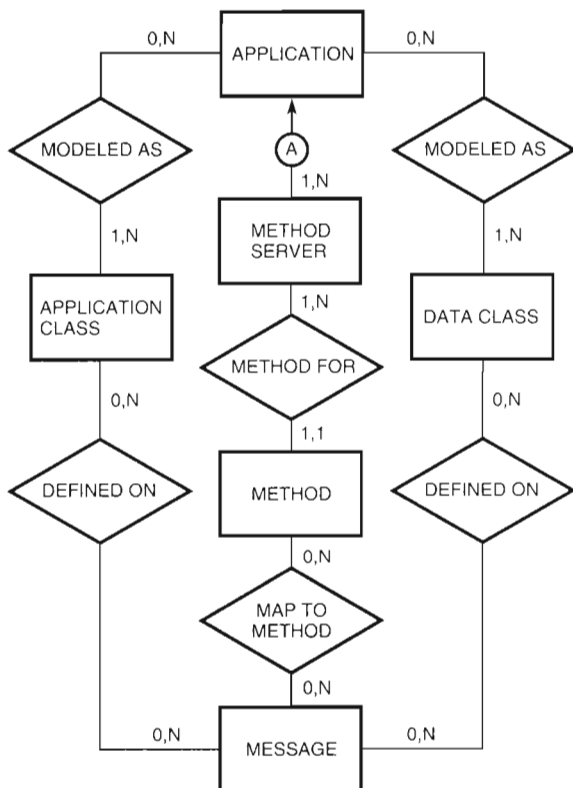 0,N
APPLICATION
0,N
MODELED AS
A
MODELED AS
1,N
1,N
METHOD
SERVER
1,N
APPLICATION
CLASS
1,N
DATA CLASS
METHOD FOR
0,N
0,N
1,1
DEFINED ON
METHOD
DEFINED ON
0,N
MAP TO
METHOD
0,N
0,N
MESSAGE
0,N